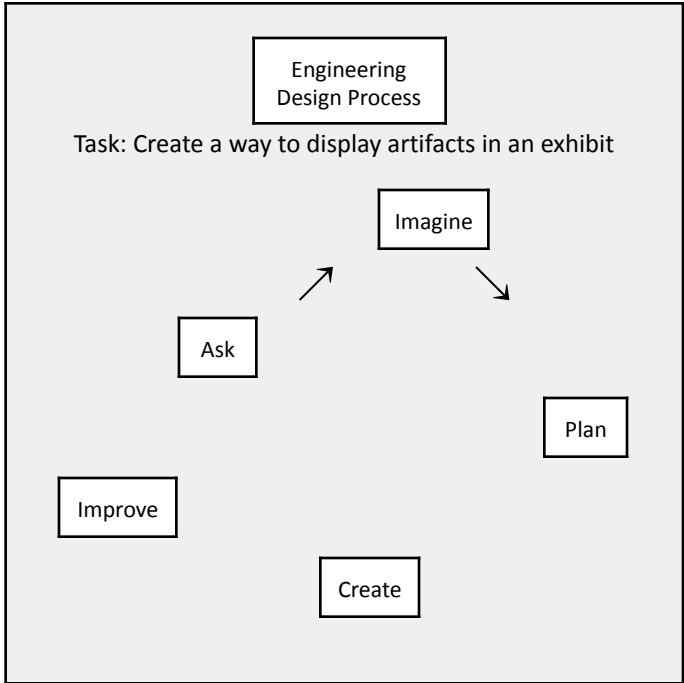 Engineering
Design Process
Task: Create a way to display artifacts in an exhibit
Imagine
Ask
Plan
Improve
Create